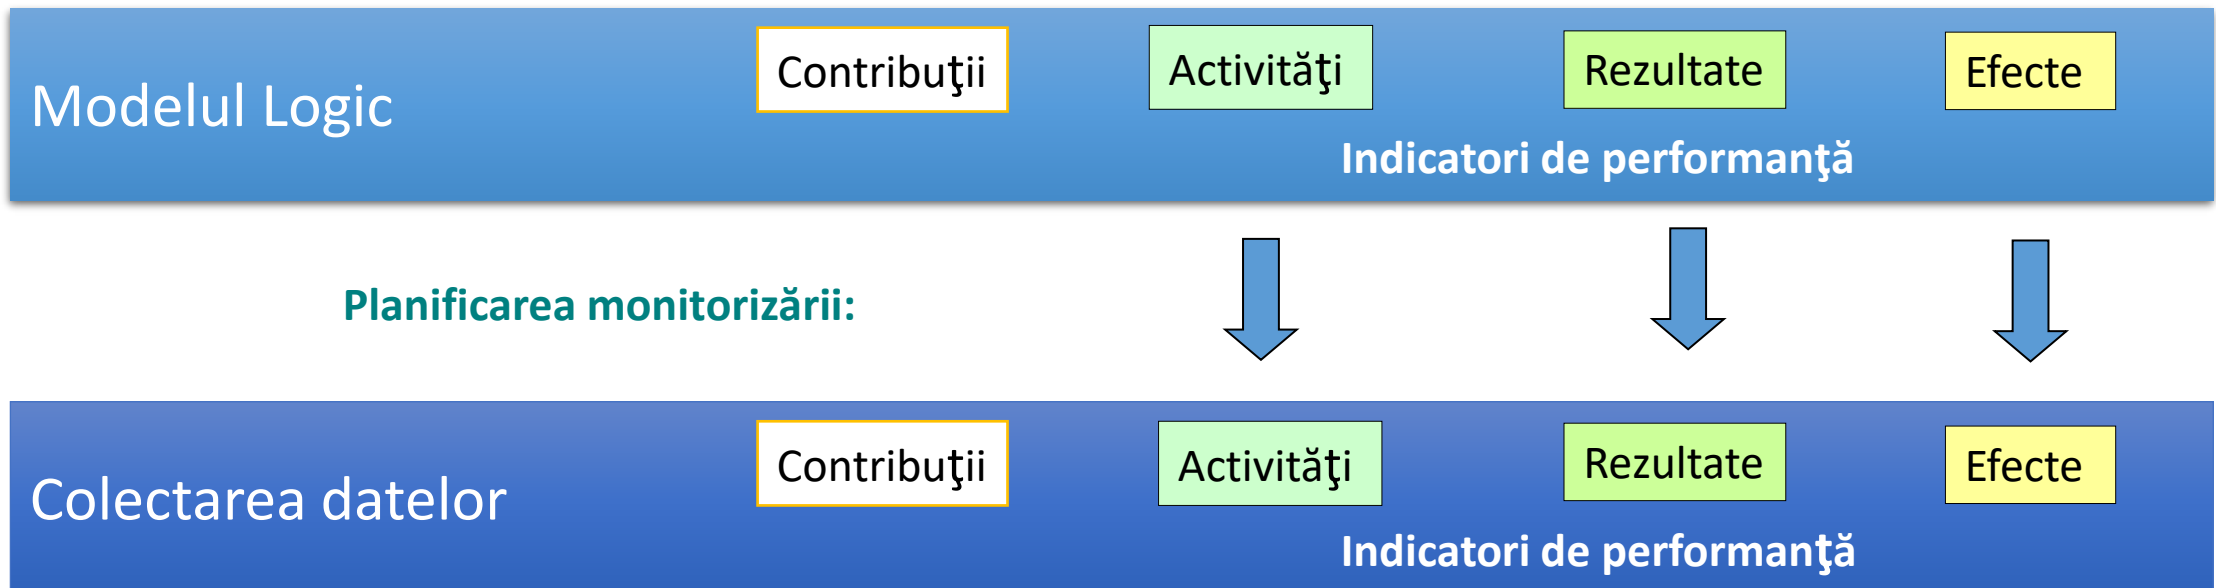 Modelul Logic
Contribuţii
Activităţi
Rezultate
Efecte
Indicatori de performanţă
Planificarea monitorizării:
Colectarea datelor
Contribuţii
Activităţi
Rezultate
Efecte
Indicatori de performanţă